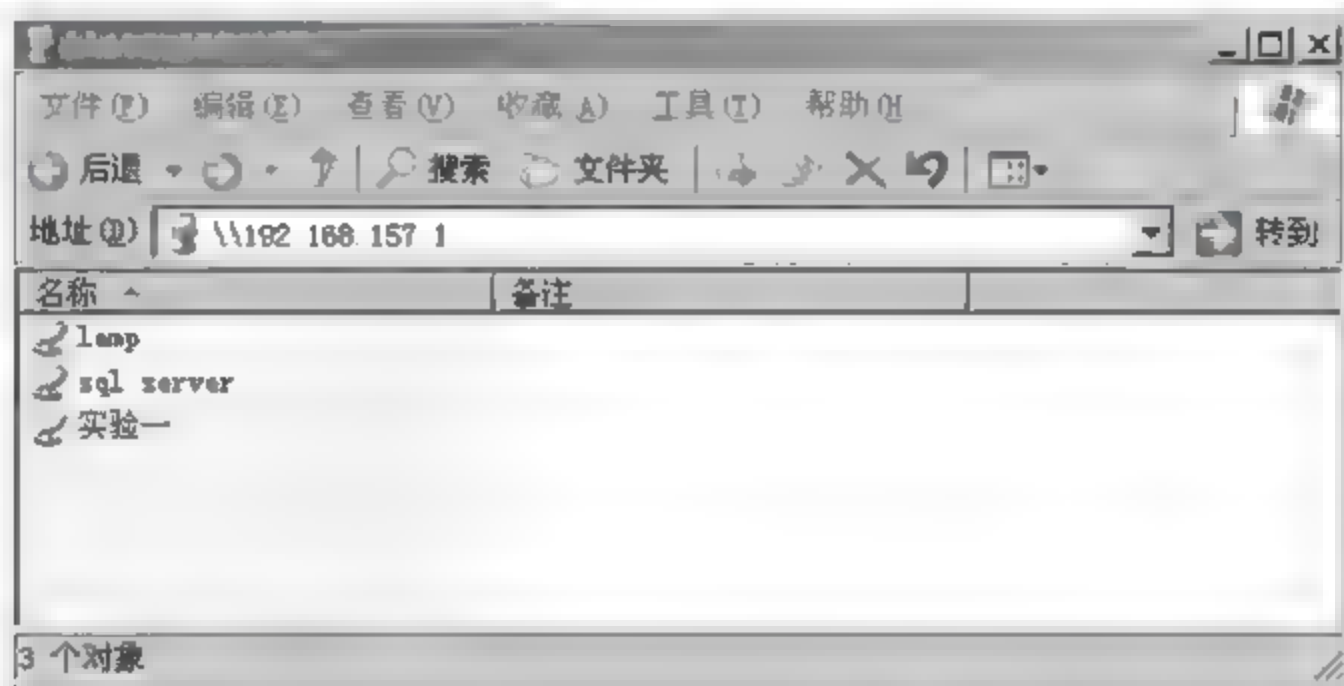 文件(F) 编辑(E) 查看(V) 收藏 A) 工具(T) 帮助(H
后退 搜索 文件夹
地址(D) \\192 168.157 1 转到
名称 备注
lamp
sql server
实验一
3 个对象